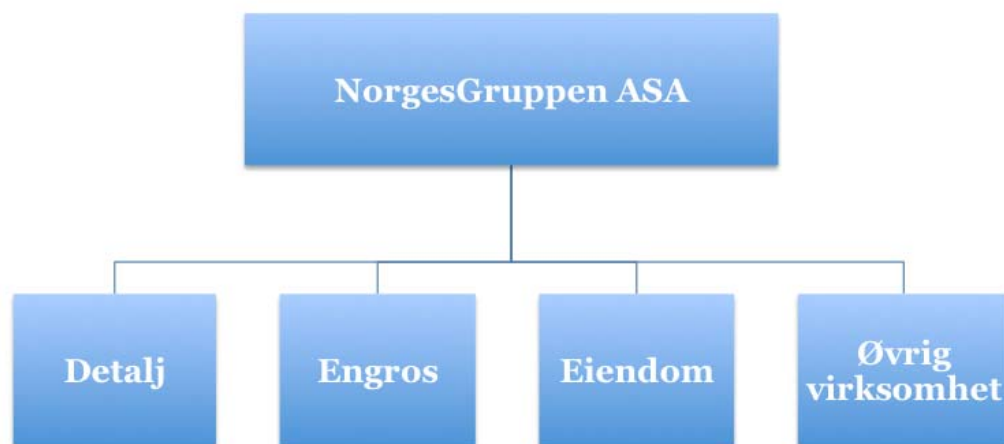 NorgesGruppen ASA
Detalj
Engros
Eiendom
Øvrig
virksomhet